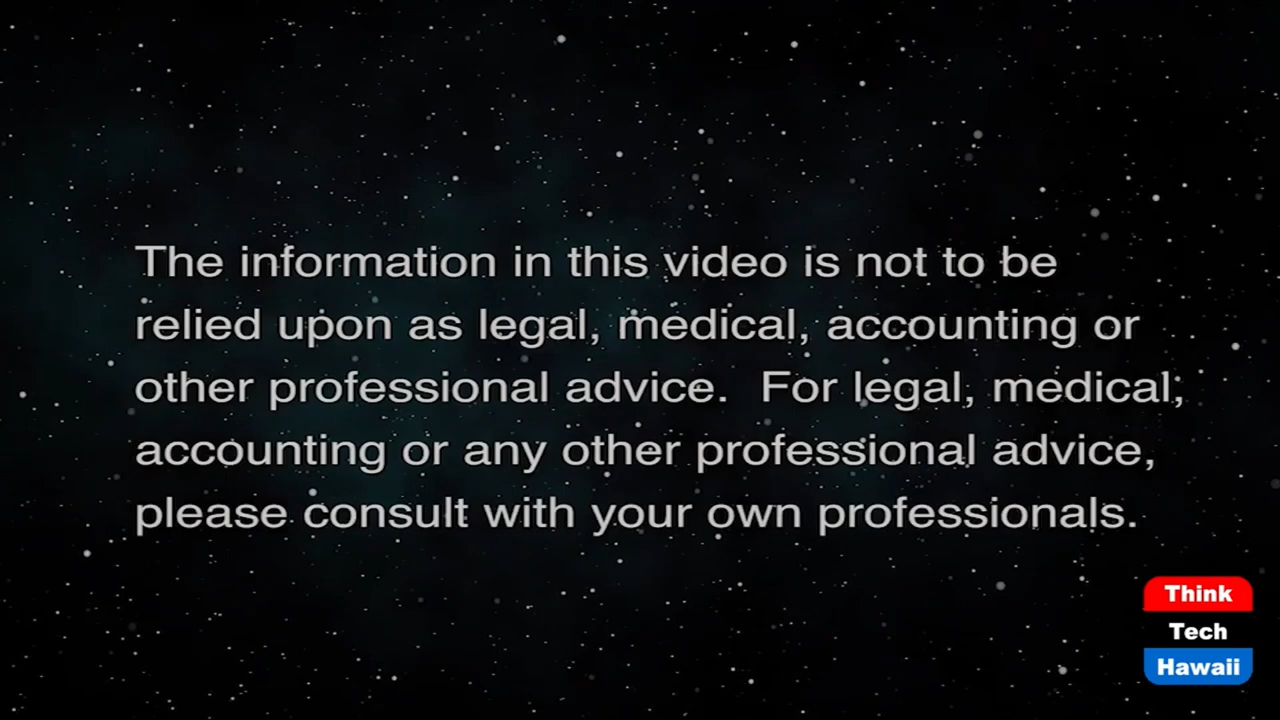 The information in this video is not to be
relied upon as legal, medical, accounting or
other professional advice.  For legal, medical,
accounting or any other professional advice,
please consult with your own professionals.
Think
Tech
Hawaii